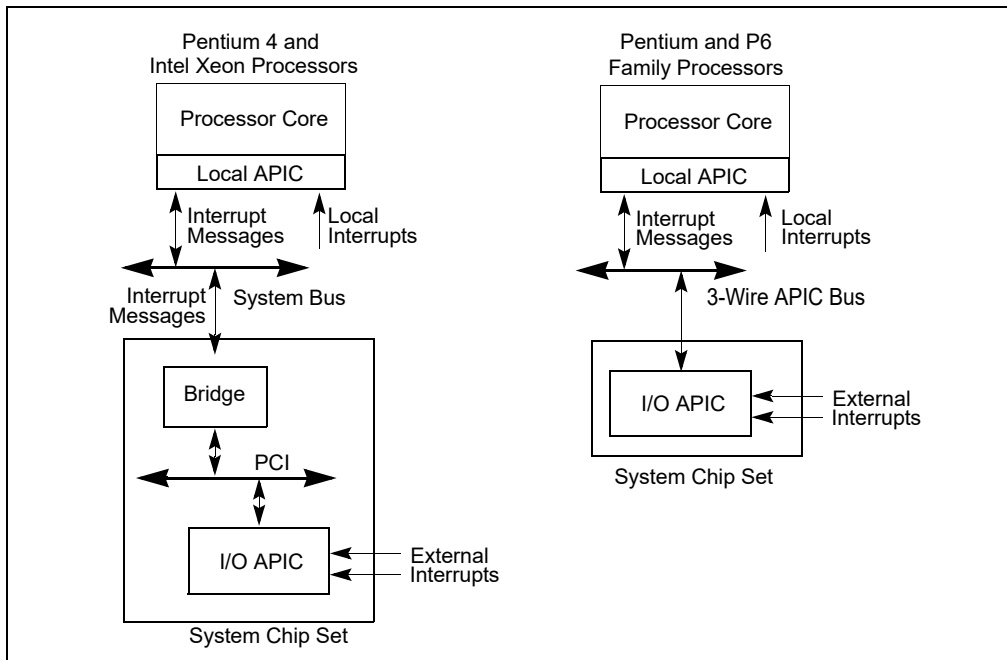 Pentium 4 and
Intel Xeon Processors
Processor Core
Local APIC
Interrupt
Messages
Local
Interrupts
Interrupt
Messages
System Bus
Bridge
PCI
I/O APIC
External
Interrupts
System Chip Set
Pentium and P6
Family Processors
Processor Core
Local APIC
Interrupt
Messages
Local
Interrupts
3-Wire APIC Bus
I/O APIC
External
Interrupts
System Chip Set